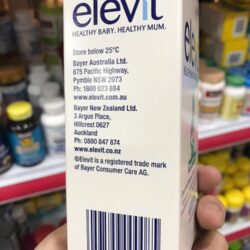 elevit
HEALTHY BABY. HEALTHY MUM.
Store below 25°C
Bayer Australia Ltd.
875 Pacific Highway,
Pymble NSW 2073
Ph 1800 023 884
www.elevit.com.au
Bayer New Zealand Ltd.
3 Argus Place,
Hillcrest 0627
Auckland
Ph 0800 847 874
www.elevit.co.nz
©Elevit is a registered trade mark
of Bayer Consumer Care AG.